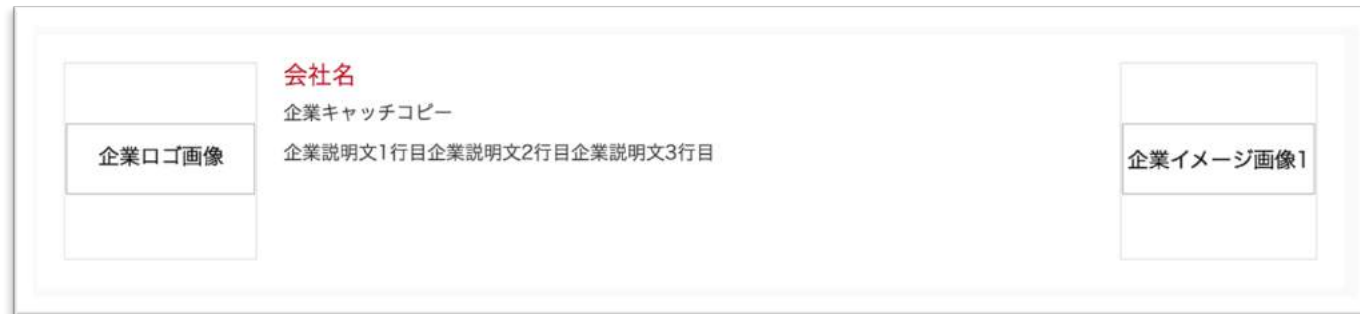 会社名
企業キャッチコピー
企業ロゴ画像
企業説明文1行目企業説明文2行目企業説明文3行目
企業イメージ画像1